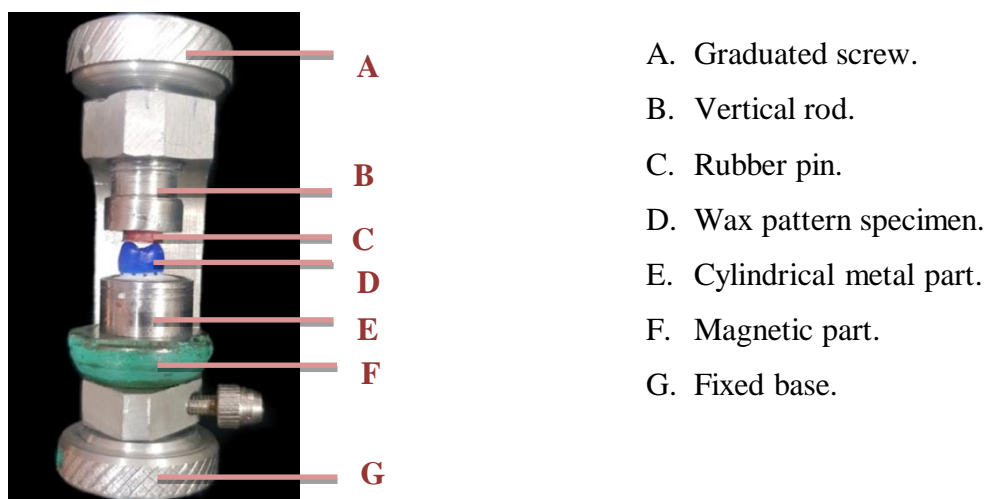 A
B
C
D
E
F
G
A. Graduated screw.
B. Vertical rod.
C. Rubber pin.
D. Wax pattern specimen.
E. Cylindrical metal part.
F. Magnetic part.
G. Fixed base.